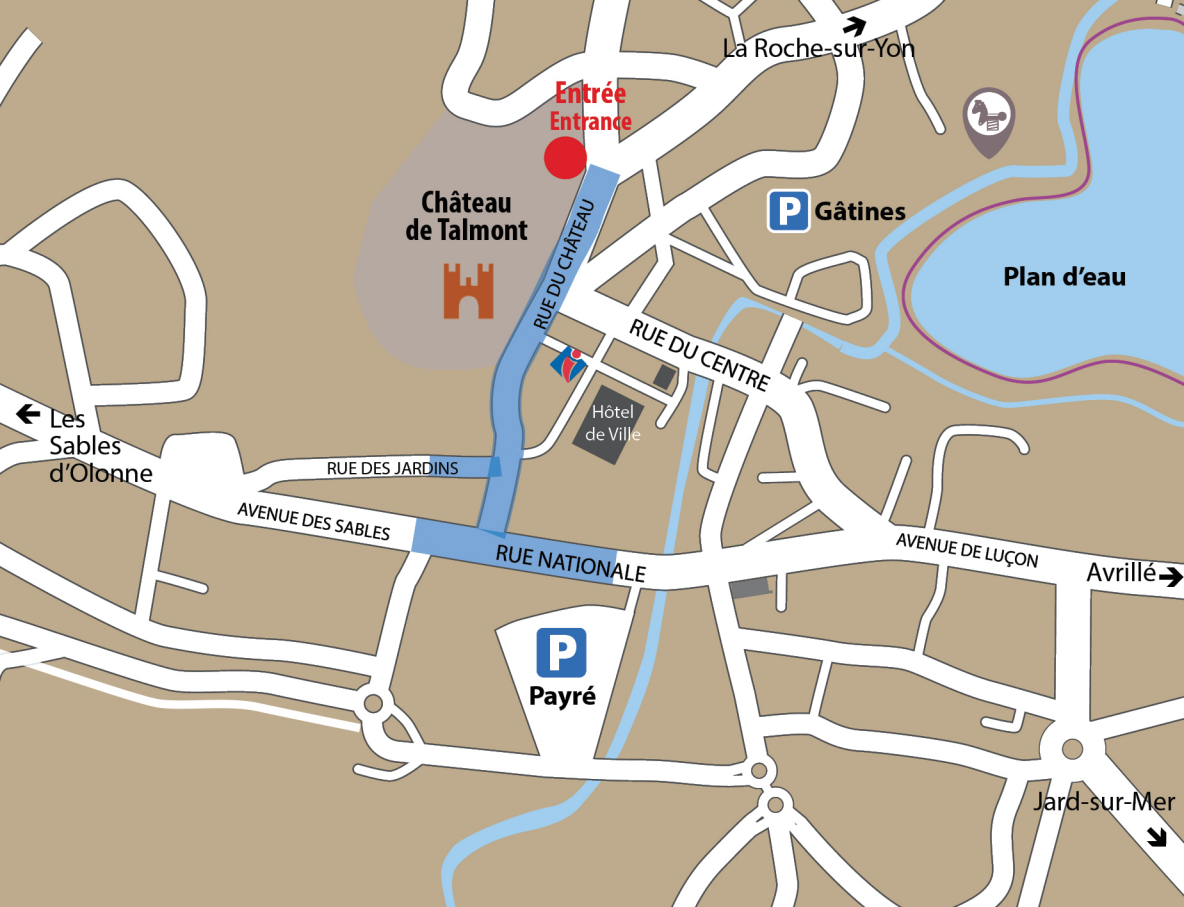 La Roche-sur-Yon
Entrée
Entrance
Château
de Talmont
RUE DU CHÂTEAU
P Gâtines
Plan d’eau
RUE DU CENTRE
Hôtel
de Ville
Les
Sables
d’Olonne
RUE DES JARDINS
AVENUE DES SABLES
RUE NATIONALE
AVENUE DE LUÇON
Avrillé
P
Payré
Jard-sur-Mer